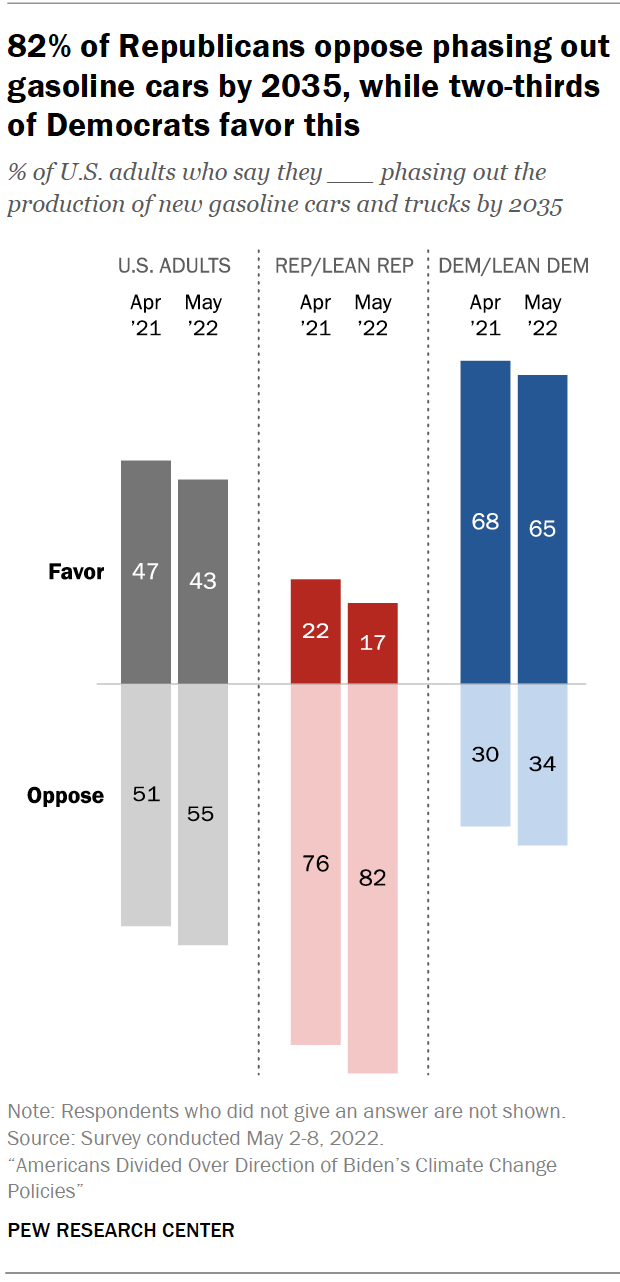 82% of Republicans oppose phasing out
gasoline cars by 2035, while two-thirds
of Democrats favor this
% of U.S. adults who say they ___ phasing out the
production of new gasoline cars and trucks by 2035
U.S. ADULTS REP/LEAN REP DEM/LEAN DEM
Apr May Apr May Apr May
’21 ’22 ’21 ’22 ’21 ’22
68 65
Favor 47 43
22 17
30 34
Oppose 51 55
76 82
Note: Respondents who did not give an answer are not shown.
Source: Survey conducted May 2-8, 2022.
“Americans Divided Over Direction of Biden’s Climate Change
Policies”
PEW RESEARCH CENTER